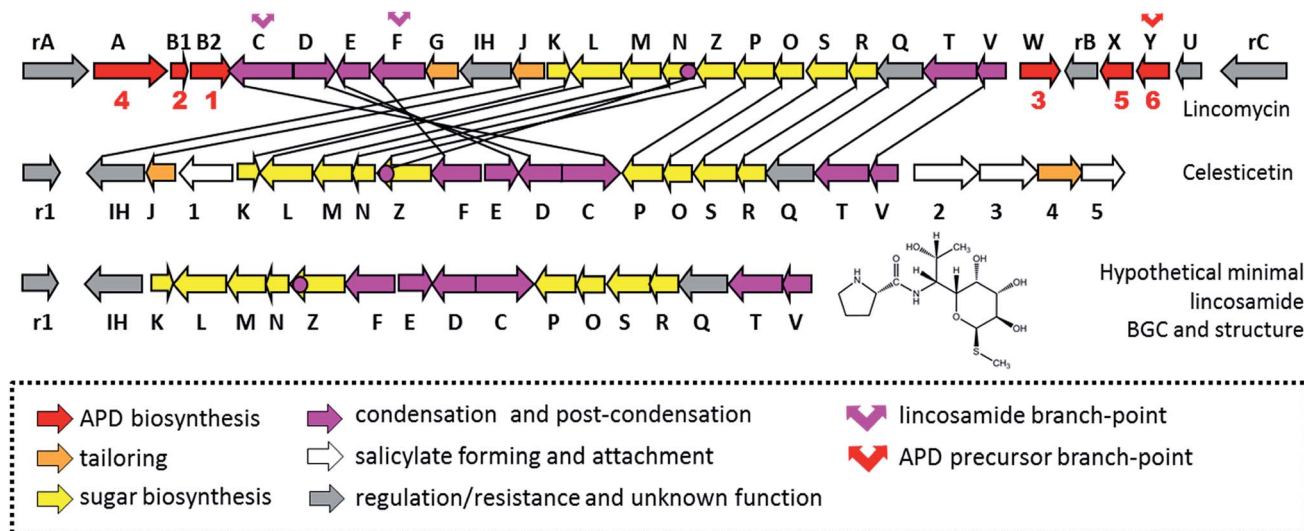 rA A B1 B2 C D E F G IH J K L M N Z P O S R Q T V W rB X Y U rC
4 2 1 3 5 6
Lincomycin
Celesticetin
r1 IH J 1 K L M N Z F E D C P O S R Q T V 2 3 4 5
H
HO CH₃
OH
NH O H
N H OH
H O
OH
S
CH₃
Hypothetical minimal
lincosamide
BGC and structure
r1 IH K L M N Z F E D C P O S R Q T V
APD biosynthesis
tailoring
sugar biosynthesis
condensation and post-condensation
salicylate forming and attachment
regulation/resistance and unknown function
lincosamide branch-point
APD precursor branch-point